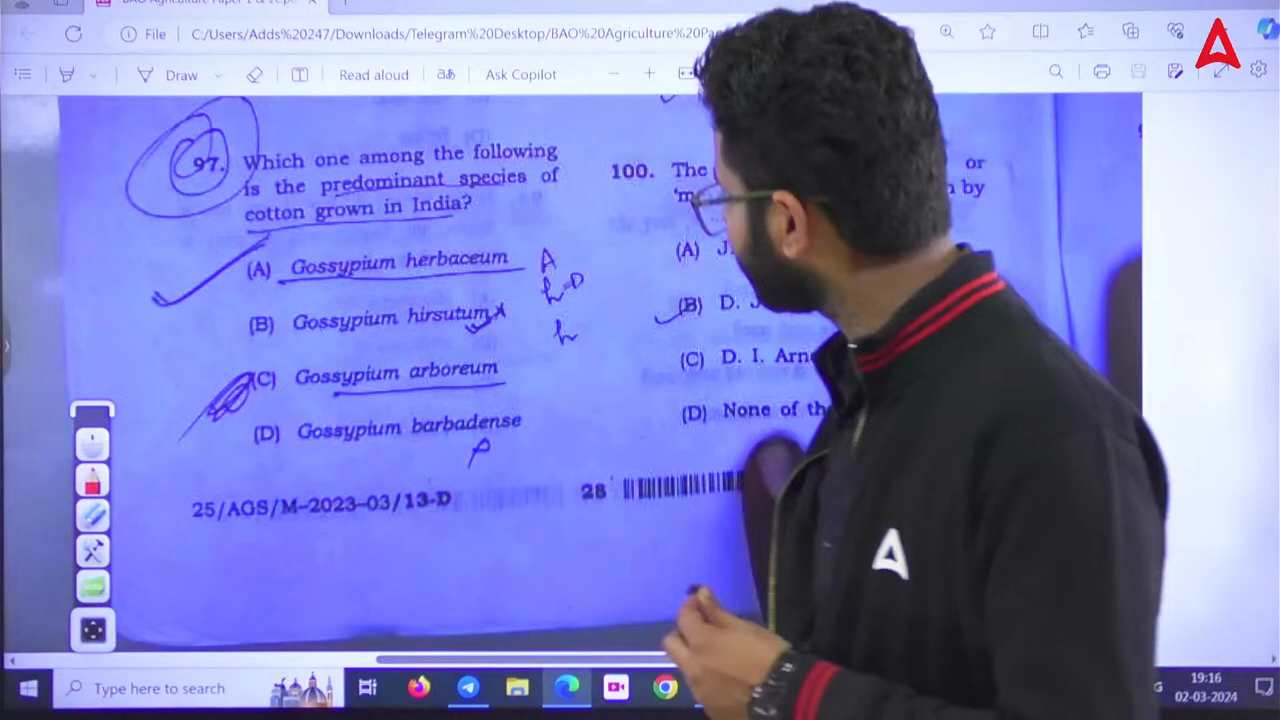 File
C:/Users/Adds%20247/Downloads/Telegram%20Desktop/BAO%20Agriculture%20Pa
Draw
Read aloud
Ask Copilot
97. Which one among the following
is the predominant species of
cotton grown in India?
(A) Gossypium herbaceum
(B) Gossypium hirsutum
(C) Gossypium arboreum
(D) Gossypium barbadense
25/AGS/M–2023–03/13-D
28
100. The
or
by
(A) J.
(B) D. J
(C) D. I. Arn
(D) None of th
A
h=D
h
Type here to search
19:16
02-03-2024